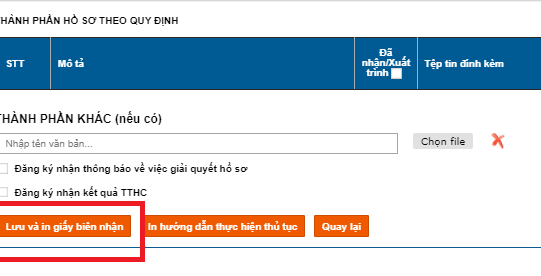 THÀNH PHẦN HỒ SƠ THEO QUY ĐỊNH
STT Mô tả Đã nhận/Xuất trình Tệp tin đính kèm
THÀNH PHẦN KHÁC (nếu có)
Nhập tên văn bản... Chọn file
Đăng ký nhận thông báo về việc giải quyết hồ sơ
Đăng ký nhận kết quả TTHC
Lưu và in giấy biên nhận In hướng dẫn thực hiện thủ tục Quay lại